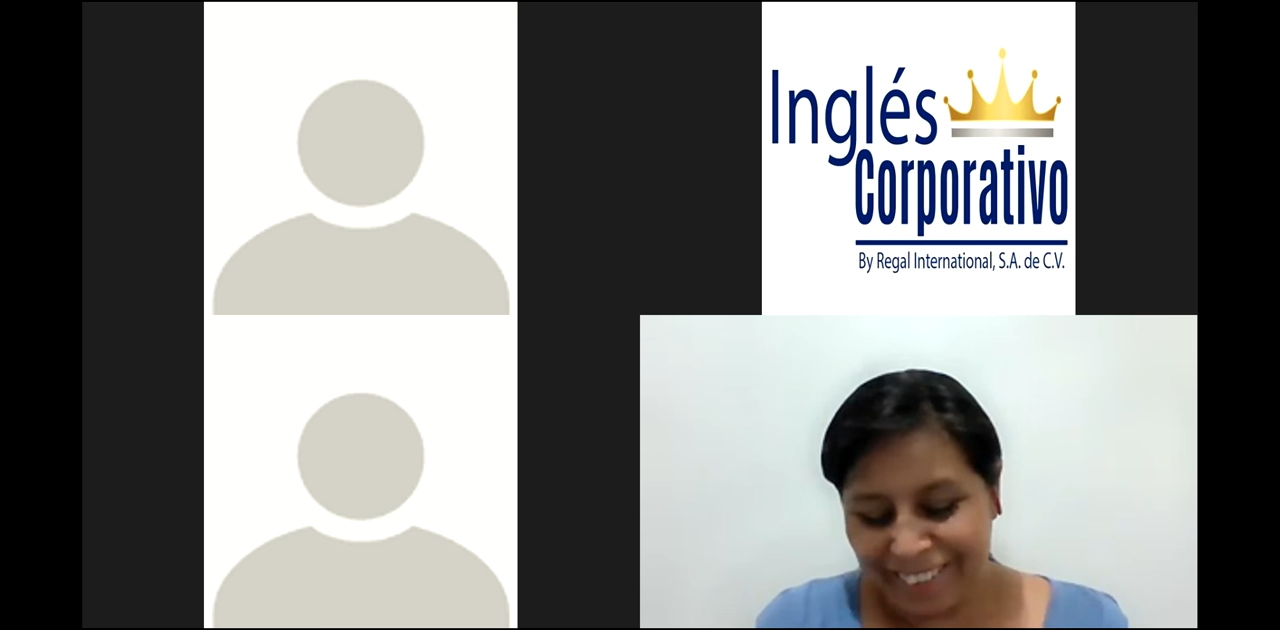 Inglés
Corporativo
By Regal International, S.A. de C.V.